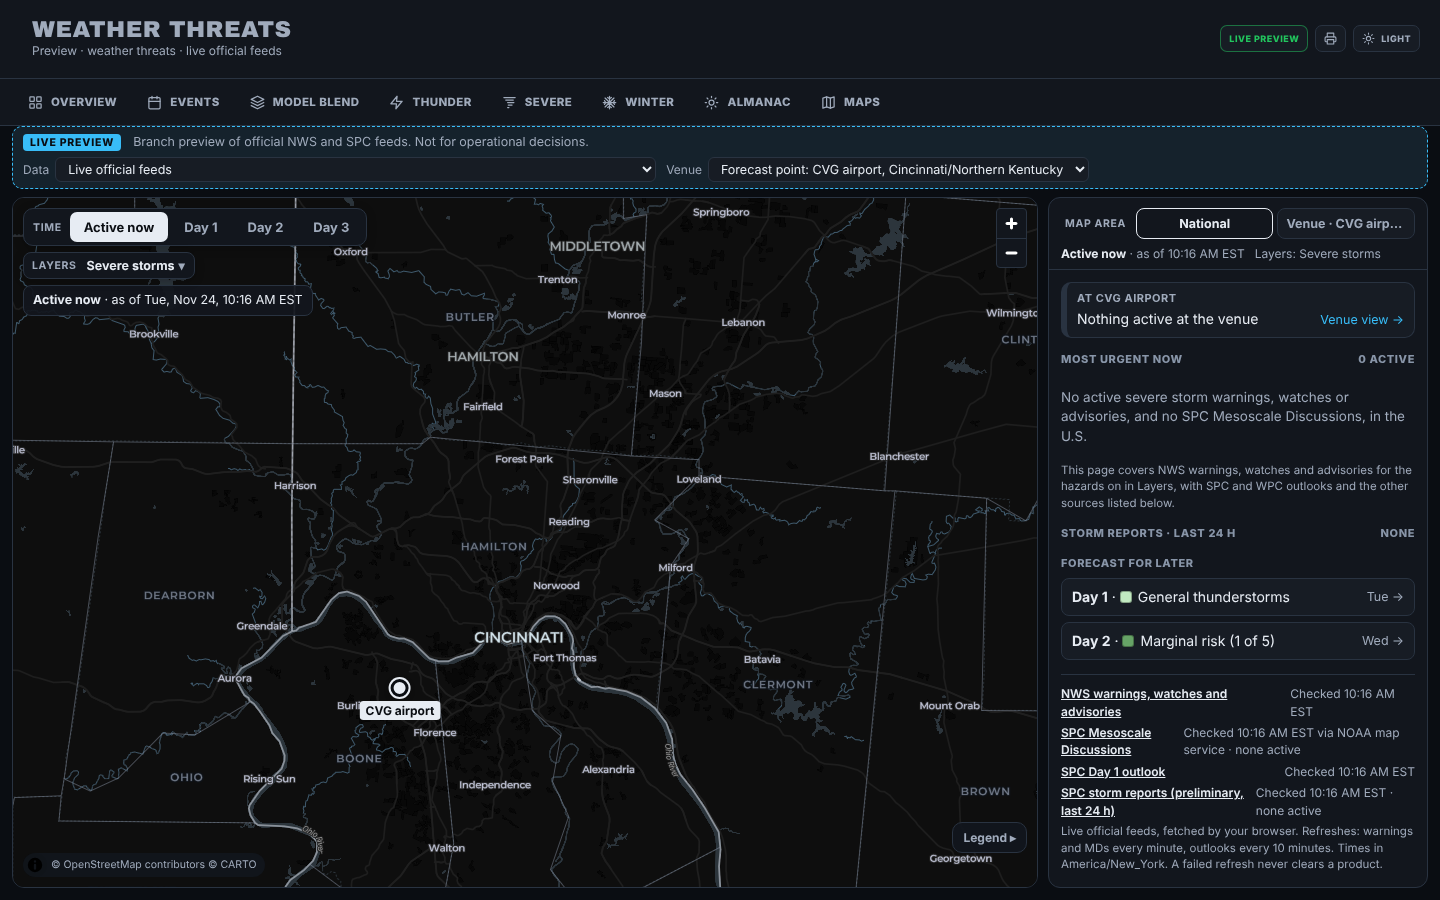 WEATHER THREATS
Preview · weather threats · live official feeds
LIVE PREVIEW
LIGHT
OVERVIEW
EVENTS
MODEL BLEND
THUNDER
SEVERE
WINTER
ALMANAC
MAPS
LIVE PREVIEW Branch preview of official NWS and SPC feeds. Not for operational decisions.
Data Live official feeds
Venue Forecast point: CVG airport, Cincinnati/Northern Kentucky
TIME Active now Day 1 Day 2 Day 3
LAYERS Severe storms ▾
Active now · as of Tue, Nov 24, 10:16 AM EST
+
−
Springboro
MIDDLETOWN
Oxford
Trenton
BUTLER
Monroe
Lebanon
Wilmingto
Brookville
CLINT
HAMILTON
Mason
Fairfield
lle
Forest Park
Blanchester
Harrison
Sharonville
Loveland
Reading
HAMILTON
Milford
Norwood
DEARBORN
Greendale
CINCINNATI
Fort Thomas
Batavia
Aurora
CLERMONT
Burli
CVG airport
Mount Orab
Florence
Ohio River
BOONE
Alexandria
OHIO
Rising Sun
Independence
BROWN
Ohio River
Walton
Legend ▸
Georgetown
© OpenStreetMap contributors © CARTO
MAP AREA National Venue · CVG airp...
Active now · as of 10:16 AM EST Layers: Severe storms
AT CVG AIRPORT
Nothing active at the venue Venue view →
MOST URGENT NOW 0 ACTIVE
No active severe storm warnings, watches or
advisories, and no SPC Mesoscale Discussions, in the
U.S.
This page covers NWS warnings, watches and advisories for the
hazards on in Layers, with SPC and WPC outlooks and the other
sources listed below.
STORM REPORTS · LAST 24 H NONE
FORECAST FOR LATER
Day 1 · General thunderstorms Tue →
Day 2 · Marginal risk (1 of 5) Wed →
NWS warnings, watches and Checked 10:16 AM
advisories EST
SPC Mesoscale Checked 10:16 AM EST via NOAA map
Discussions service · none active
SPC Day 1 outlook Checked 10:16 AM EST
SPC storm reports (preliminary, Checked 10:16 AM EST ·
last 24 h) none active
Live official feeds, fetched by your browser. Refreshes: warnings
and MDs every minute, outlooks every 10 minutes. Times in
America/New_York. A failed refresh never clears a product.